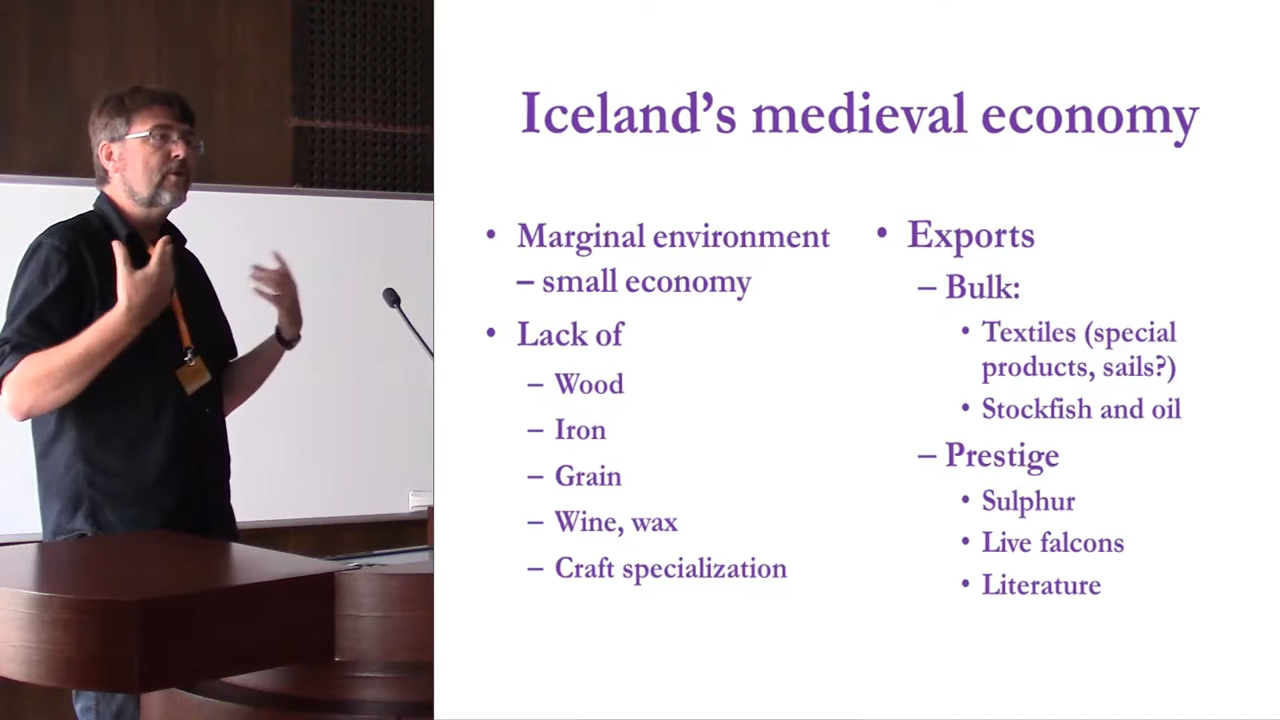 Iceland's medieval economy
• Marginal environment
– small economy
• Lack of
– Wood
– Iron
– Grain
– Wine, wax
– Craft specialization
• Exports
– Bulk:
• Textiles (special
products, sails?)
• Stockfish and oil
– Prestige
• Sulphur
• Live falcons
• Literature